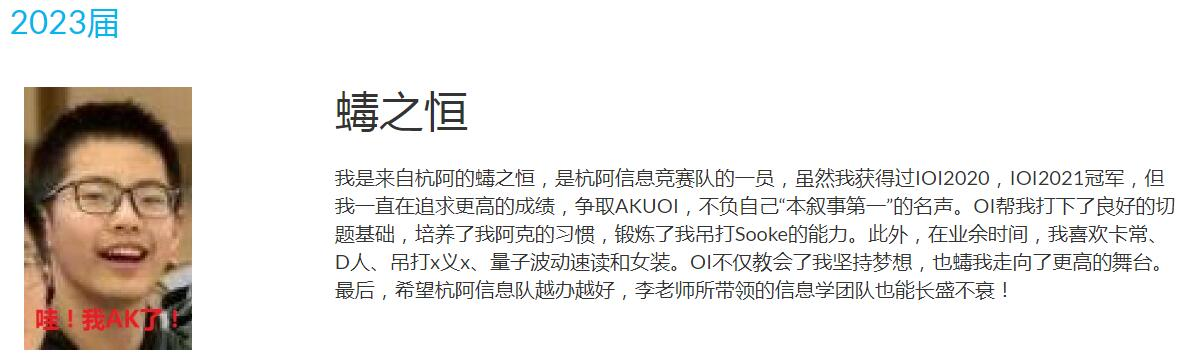 2023届
蟱之恒
我是来自杭阿的蟱之恒，是杭阿信息竞赛队的一员，虽然我获得过IOI2020，IOI2021冠军，但
我一直在追求更高的成绩，争取AKUOI，不负自己“本叙事第一”的名声。OI帮我打下了良好的切
题基础，培养了我阿克的习惯，锻炼了我吊打Sooke的能力。此外，在业余时间，我喜欢卡常、
D人、吊打x义x、量子波动速读和女装。OI不仅教会了我坚持梦想，也蟱我走向了更高的舞台。
最后，希望杭阿信息队越办越好，李老师所带领的信息学团队也能长盛不衰！
哇！我AK了！